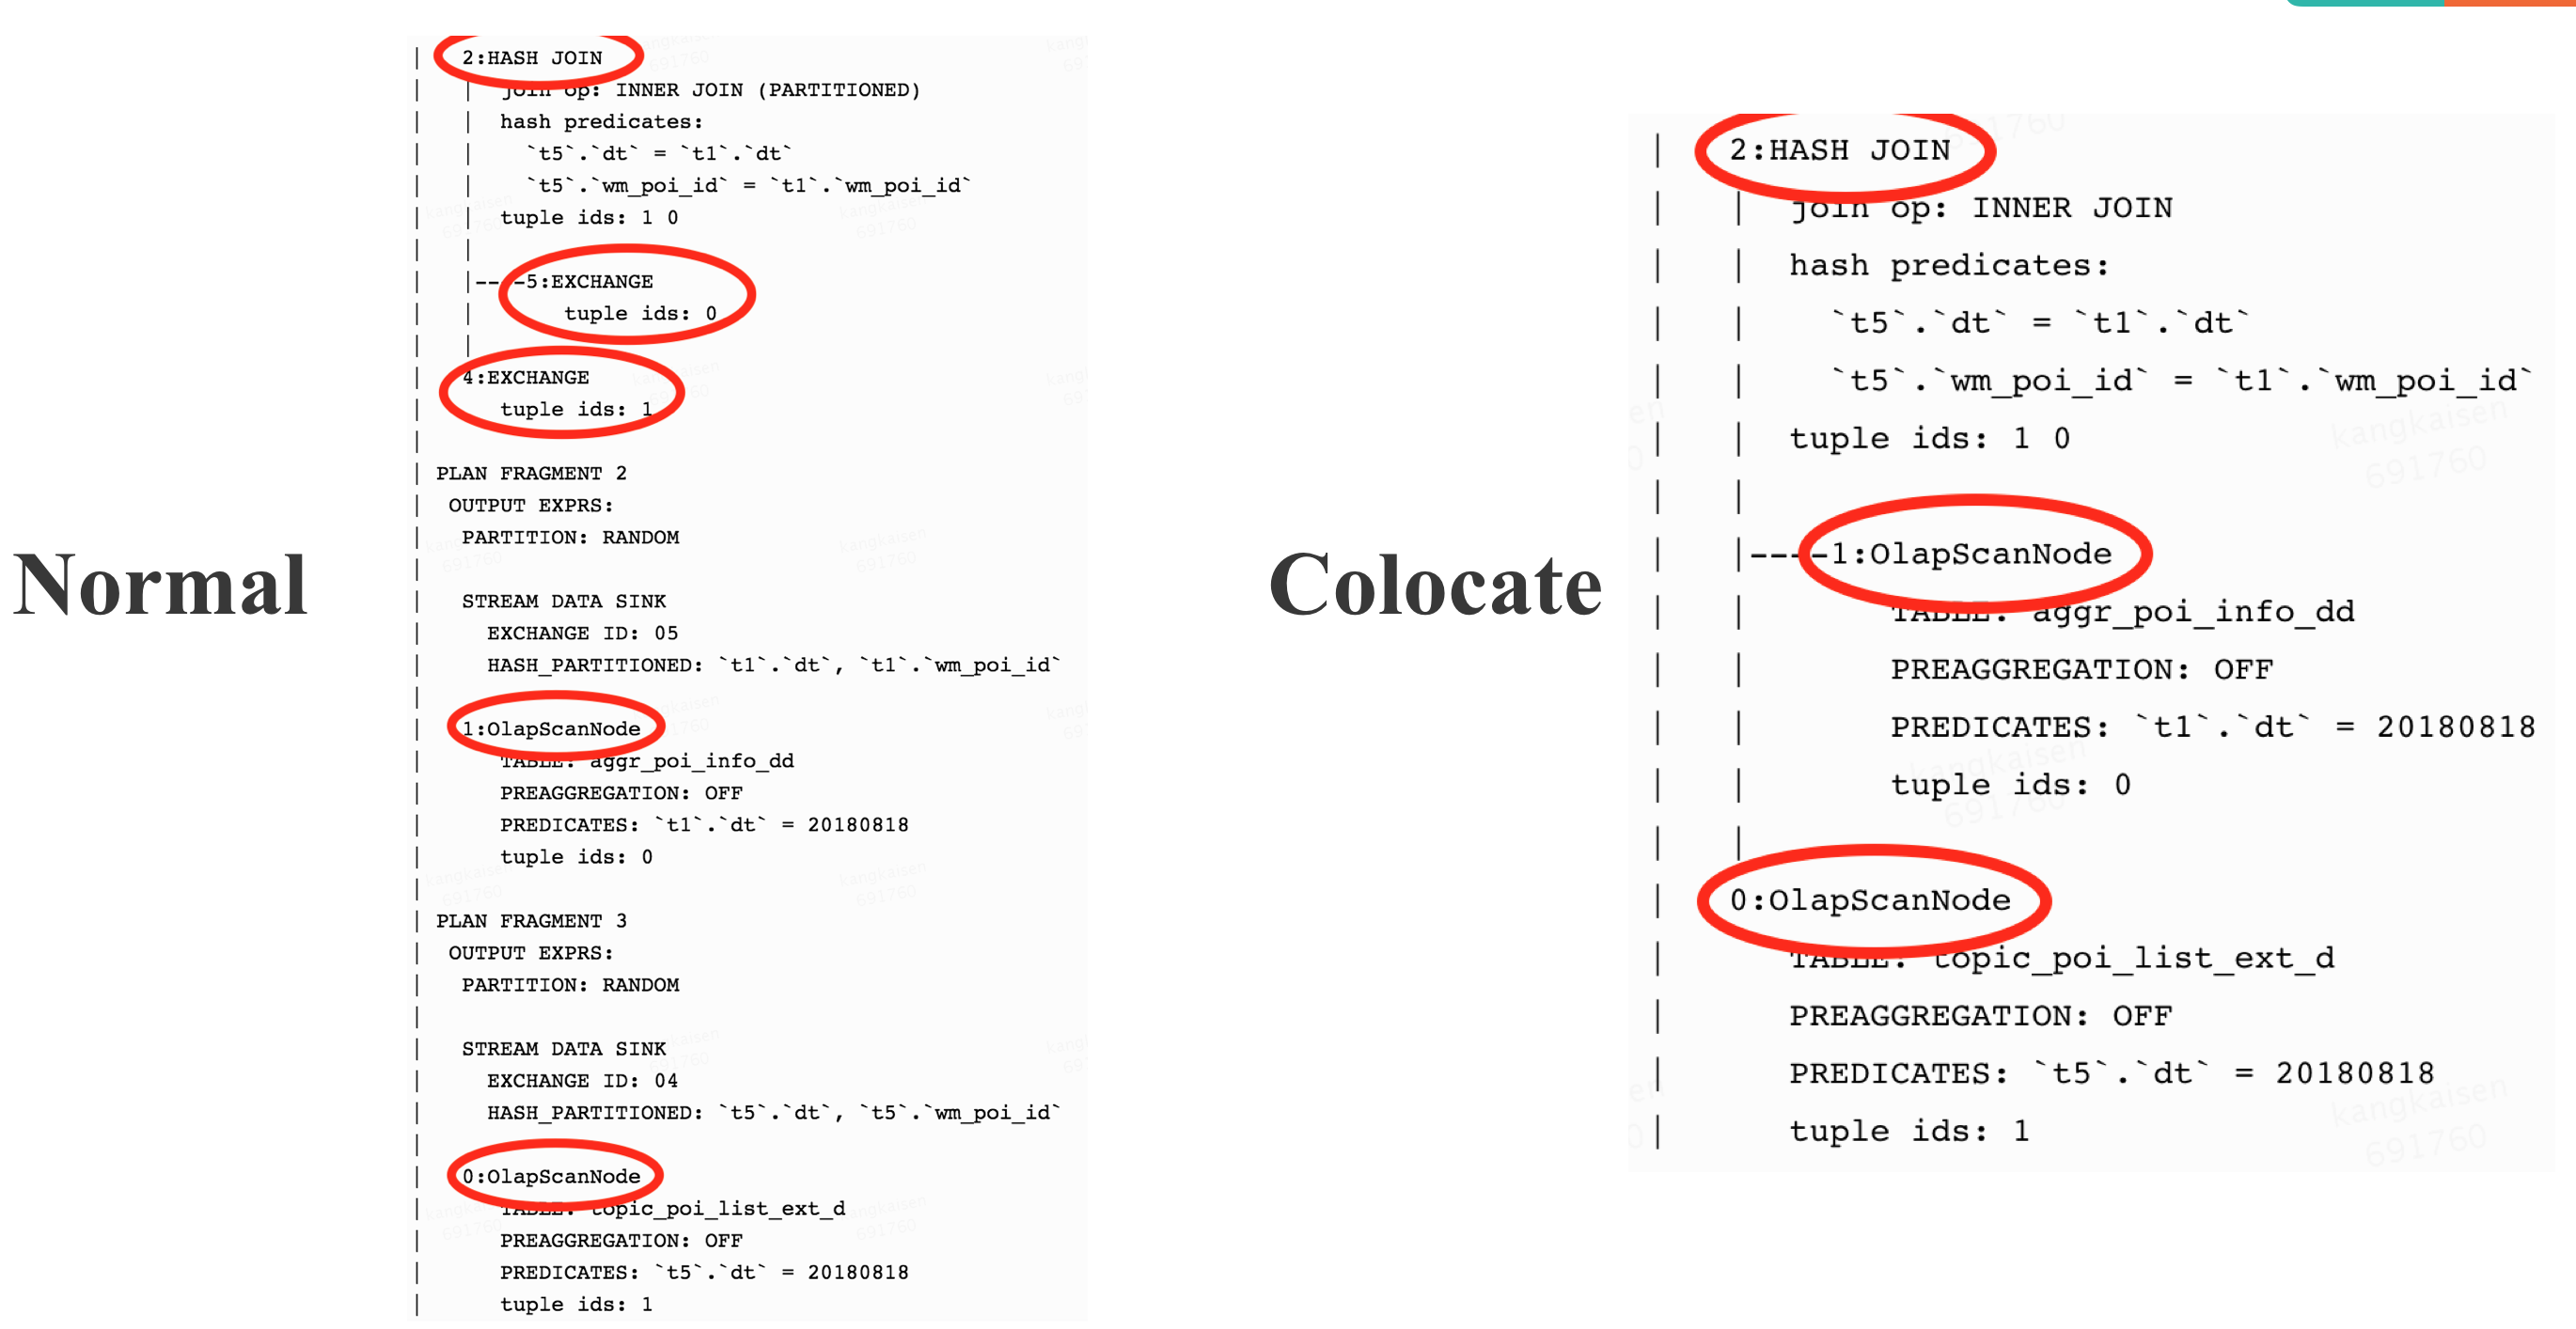 Normal
2:HASH JOIN
join op: INNER JOIN (PARTITIONED)
hash predicates:
`t5`.`dt` = `t1`.`dt`
`t5`.`wm_poi_id` = `t1`.`wm_poi_id`
tuple ids: 1 0
|----5:EXCHANGE
tuple ids: 0
4:EXCHANGE
tuple ids: 1
PLAN FRAGMENT 2
OUTPUT EXPRS:
PARTITION: RANDOM
STREAM DATA SINK
EXCHANGE ID: 05
HASH_PARTITIONED: `t1`.`dt`, `t1`.`wm_poi_id`
1:OlapScanNode
TABLE: aggr_poi_info_dd
PREAGGREGATION: OFF
PREDICATES: `t1`.`dt` = 20180818
tuple ids: 0
PLAN FRAGMENT 3
OUTPUT EXPRS:
PARTITION: RANDOM
STREAM DATA SINK
EXCHANGE ID: 04
HASH_PARTITIONED: `t5`.`dt`, `t5`.`wm_poi_id`
0:OlapScanNode
TABLE: topic_poi_list_ext_d
PREAGGREGATION: OFF
PREDICATES: `t5`.`dt` = 20180818
tuple ids: 1
Colocate
2:HASH JOIN
join op: INNER JOIN
hash predicates:
`t5`.`dt` = `t1`.`dt`
`t5`.`wm_poi_id` = `t1`.`wm_poi_id`
tuple ids: 1 0
|----1:OlapScanNode
TABLE: aggr_poi_info_dd
PREAGGREGATION: OFF
PREDICATES: `t1`.`dt` = 20180818
tuple ids: 0
0:OlapScanNode
TABLE: topic_poi_list_ext_d
PREAGGREGATION: OFF
PREDICATES: `t5`.`dt` = 20180818
tuple ids: 1
kangkaisen
691760